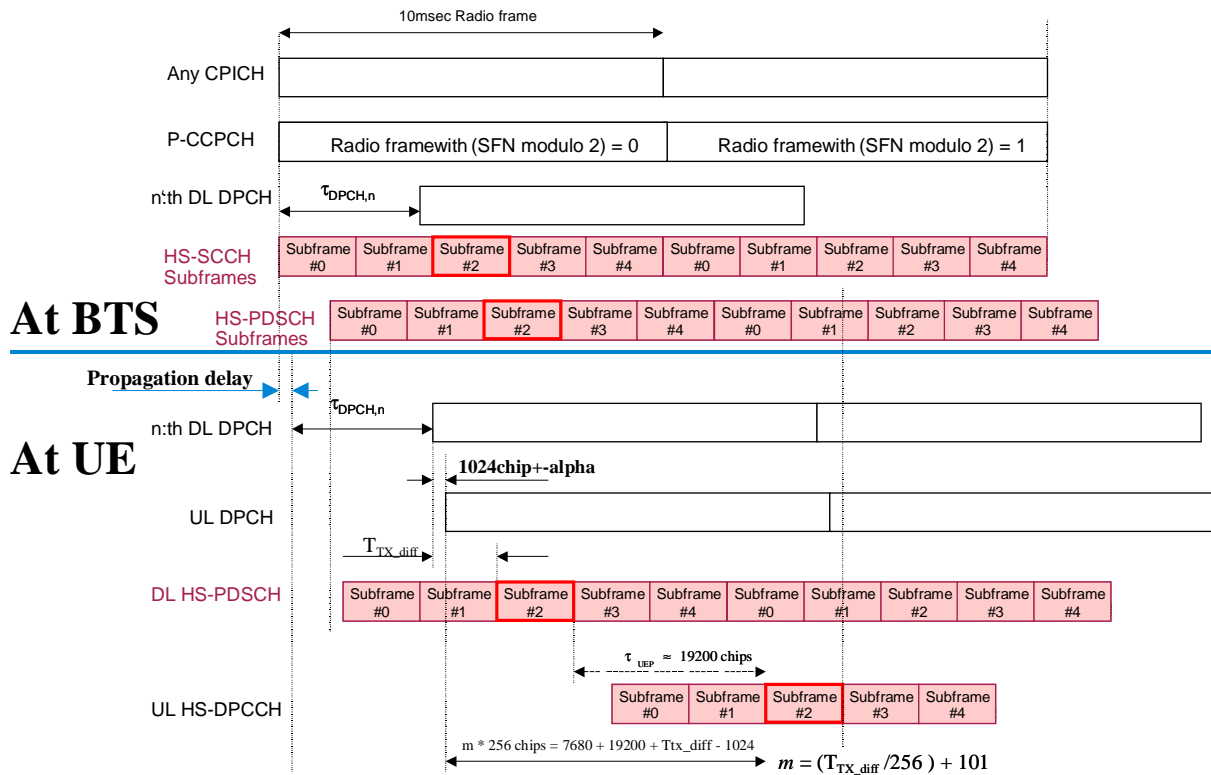 10msec Radio frame
Any CPICH
P-CCPCH
Radio framewith (SFN modulo 2) = 0
Radio framewith (SFN modulo 2) = 1
n:th DL DPCH
τDPCH,n
HS-SCCH
Subframes
Subframe #0
Subframe #1
Subframe #2
Subframe #3
Subframe #4
Subframe #0
Subframe #1
Subframe #2
Subframe #3
Subframe #4
At BTS
HS-PDSCH
Subframes
Subframe #0
Subframe #1
Subframe #2
Subframe #3
Subframe #4
Subframe #0
Subframe #1
Subframe #2
Subframe #3
Subframe #4
Propagation delay
τDPCH,n
n:th DL DPCH
At UE
1024chip+-alpha
UL DPCH
TTX_diff
DL HS-PDSCH
Subframe #0
Subframe #1
Subframe #2
Subframe #3
Subframe #4
Subframe #0
Subframe #1
Subframe #2
Subframe #3
Subframe #4
τUEP ≈ 19200 chips
UL HS-DPCCH
Subframe #0
Subframe #1
Subframe #2
Subframe #3
Subframe #4
m * 256 chips = 7680 + 19200 + Ttx_diff - 1024
m = (TTX_diff /256 ) + 101